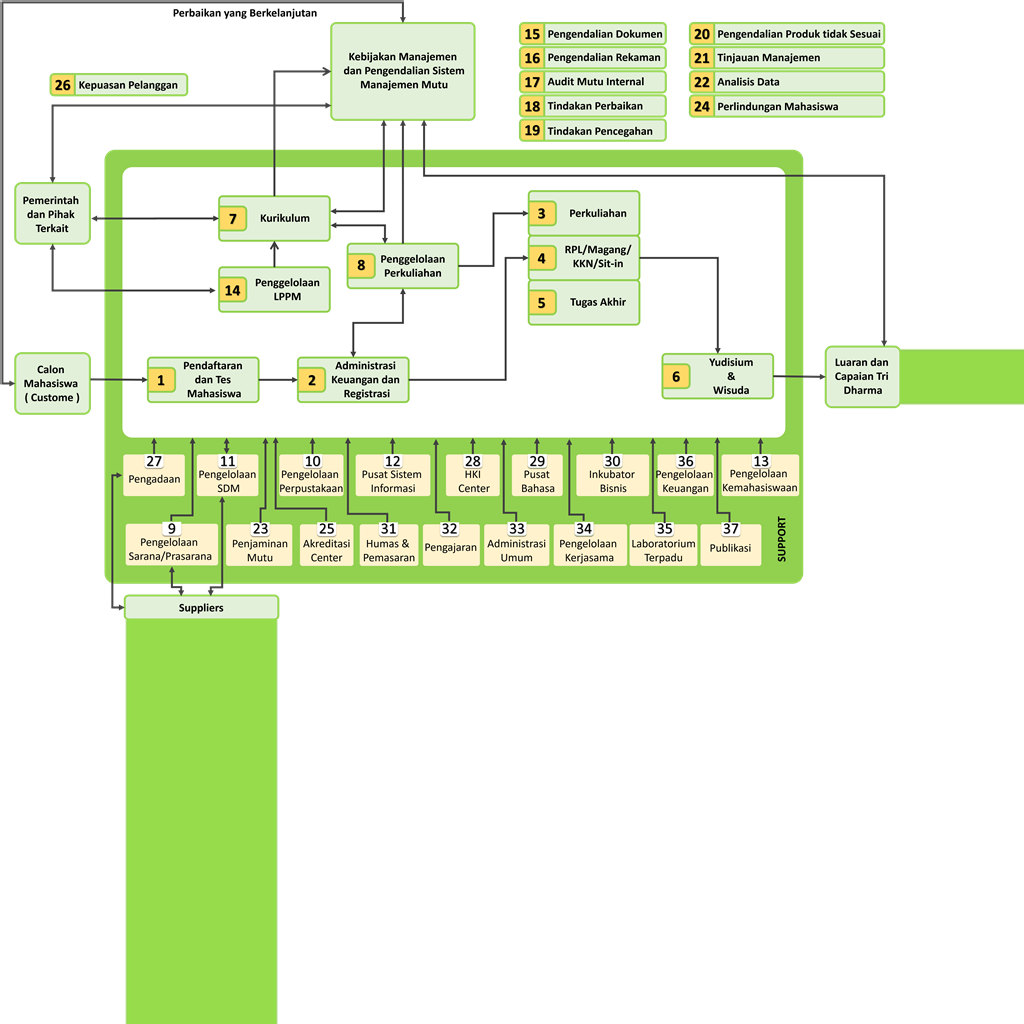 Perbaikan yang Berkelanjutan
Kebijakan Manajemen
dan Pengendalian Sistem
Manajemen Mutu
15 Pengendalian Dokumen
16 Pengendalian Rekaman
17 Audit Mutu Internal
18 Tindakan Perbaikan
19 Tindakan Pencegahan
20 Pengendalian Produk tidak Sesuai
21 Tinjauan Manajemen
22 Analisis Data
24 Perlindungan Mahasiswa
26 Kepuasan Pelanggan
Pemerintah
dan Pihak
Terkait
7 Kurikulum
14 Penggelolaan
LPPM
8 Penggelolaan
Perkuliahan
3 Perkuliahan
4 RPL/Magang/
KKN/Sit-in
5 Tugas Akhir
Calon
Mahasiswa
( Custome )
1 Pendaftaran
dan Tes
Mahasiswa
2 Administrasi
Keuangan dan
Registrasi
6 Yudisium
&
Wisuda
Luaran dan
Capaian Tri
Dharma
27
Pengadaan
11
Pengelolaan
SDM
10
Pengelolaan
Perpustakaan
12
Pusat Sistem
Informasi
28
HKI
Center
29
Pusat
Bahasa
30
Inkubator
Bisnis
36
Pengelolaan
Keuangan
13
Pengelolaan
Kemahasiswaan
9
Pengelolaan
Sarana/Prasarana
23
Penjaminan
Mutu
25
Akreditasi
Center
31
Humas &
Pemasaran
32
Pengajaran
33
Administrasi
Umum
34
Pengelolaan
Kerjasama
35
Laboratorium
Terpadu
37
Publikasi
SUPPORT
Suppliers